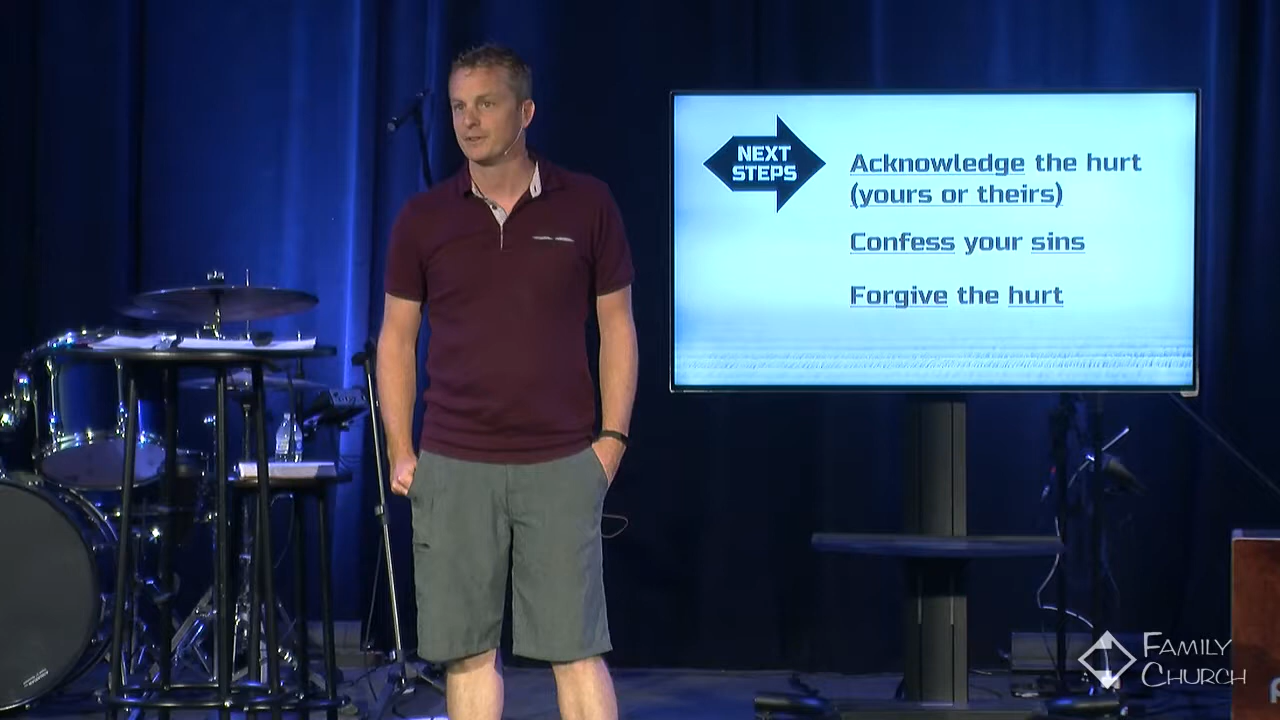 NEXT
STEPS
Acknowledge the hurt
(yours or theirs)
Confess your sins
Forgive the hurt
FAMILY
CHURCH